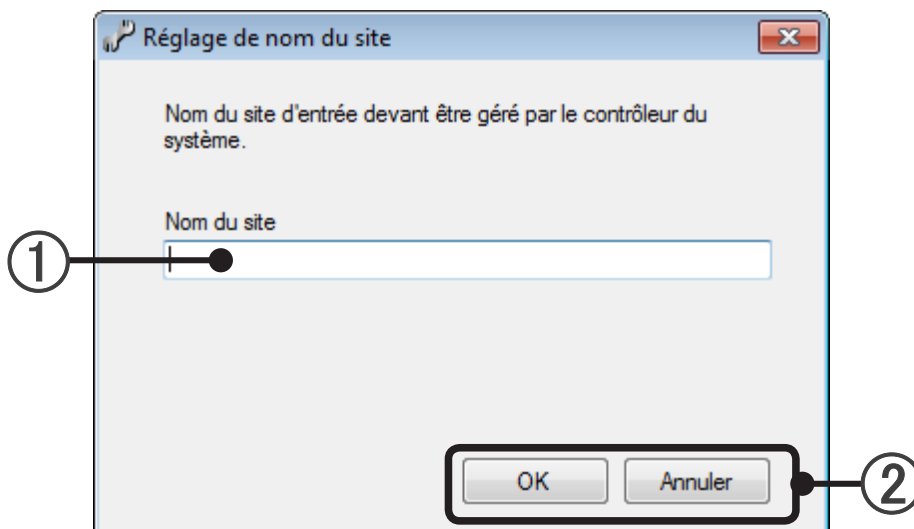 Réglage de nom du site
Nom du site d'entrée devant être géré par le contrôleur du
système.
Nom du site
①
OK Annuler
②